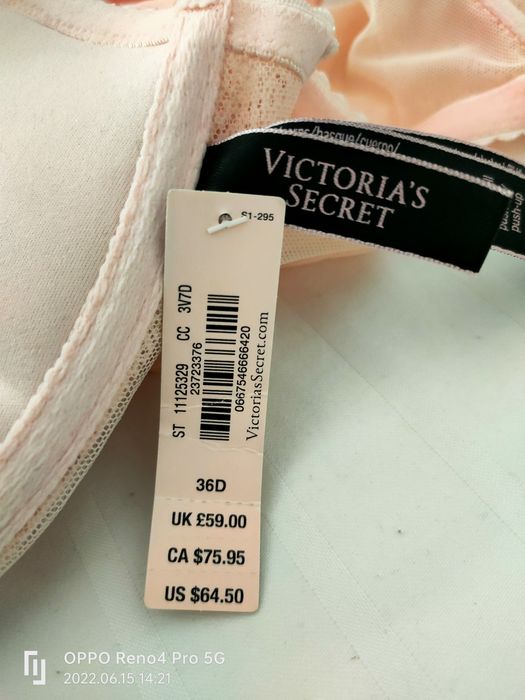 VICTORIA'S
SECRET
push-up
S1-295
ST 11125329 CC 3V7D
23723376
0667546666420
VictoriasSecret.com
36D
UK £59.00
CA $75.95
US $64.50
OPPO Reno4 Pro 5G
2022.06.15 14:21